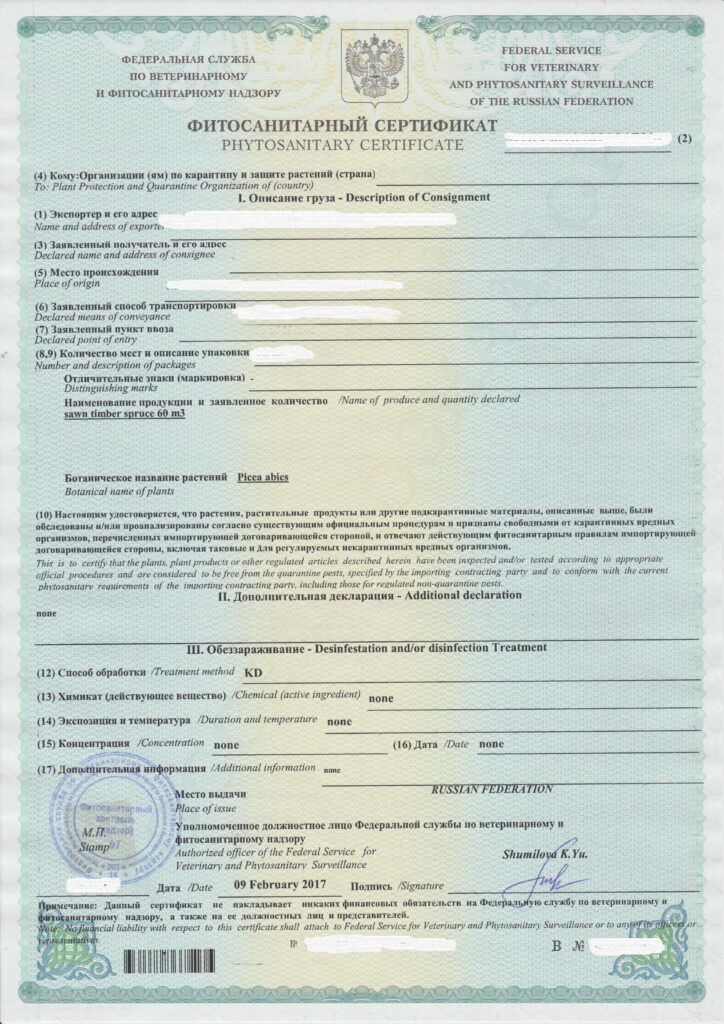 ФЕДЕРАЛЬНАЯ СЛУЖБА
ПО ВЕТЕРИНАРНОМУ
И ФИТОСАНИТАРНОМУ НАДЗОРУ
FEDERAL SERVICE
FOR VETERINARY
AND PHYTOSANITARY SURVEILLANCE
OF THE RUSSIAN FEDERATION
ФИТОСАНИТАРНЫЙ СЕРТИФИКАТ
PHYTOSANITARY CERTIFICATE
(2)
(4) Кому:Организации (ям) по карантину и защите растений (страна)
To: Plant Protection and Quarantine Organization of (country)
I. Описание груза - Description of Consignment
(1) Экспортер и его адрес
Name and address of exporter
(3) Заявленный получатель и его адрес
Declared name and address of consignee
(5) Место происхождения
Place of origin
(6) Заявленный способ транспортировки
Declared means of conveyance
(7) Заявленный пункт ввоза
Declared point of entry
(8,9) Количество мест и описание упаковки
Number and description of packages
Отличительные знаки (маркировка) -
Distinguishing marks
Наименование продукции и заявленное количество /Name of produce and quantity declared
sawn timber spruce 60 m3
Ботаническое название растений Picea abies
Botanical name of plants
(10) Настоящим удостоверяется, что растения, растительные продукты или другие подкарантинные материалы, описанные выше, были
обследованы и/или проанализированы согласно существующим официальным процедурам и признаны свободными от карантинных вредных
организмов, перечисленных импортирующей договаривающейся стороной, и отвечают действующим фитосанитарным правилам импортирующей
договаривающейся стороны, включая таковые и для регулируемых некарантинных вредных организмов.
This is to certify that the plants, plant products or other regulated articles described herein have been inspected and/or tested according to appropriate
official procedures and are considered to be free from the quarantine pests, specified by the importing contracting party and to conform with the current
phytosanitary requirements of the importing contracting party, including those for regulated non-quarantine pests.
II. Дополнительная декларация - Additional declaration
none
III. Обеззараживание - Desinfestation and/or disinfection Treatment
(12) Способ обработки /Treatment method KD
(13) Химикат (действующее вещество) /Chemical (active ingredient) none
(14) Экспозиция и температура /Duration and temperature none
(15) Концентрация /Concentration none (16) Дата /Date none
(17) Дополнительная информация /Additional information none
Место выдачи RUSSIAN FEDERATION
Place of issue
Фитосанитарный
контроль
(надзор)
07
М.П.
Stamp
Уполномоченное должностное лицо Федеральной службы по ветеринарному и
фитосанитарному надзору
Authorized officer of the Federal Service for
Veterinary and Phytosanitary Surveillance
Shumilova K.Yu.
Дата /Date 09 February 2017 Подпись /Signature
Примечание: Данный сертификат не накладывает никаких финансовых обязательств на Федеральную службу по ветеринарному и
фитосанитарному надзору, а также на ее должностных лиц и представителей.
Note: No financial liability with respect to this certificate shall attach to Federal Service for Veterinary and Phytosanitary Surveillance or to any of its officers or
representatives.
№
В №